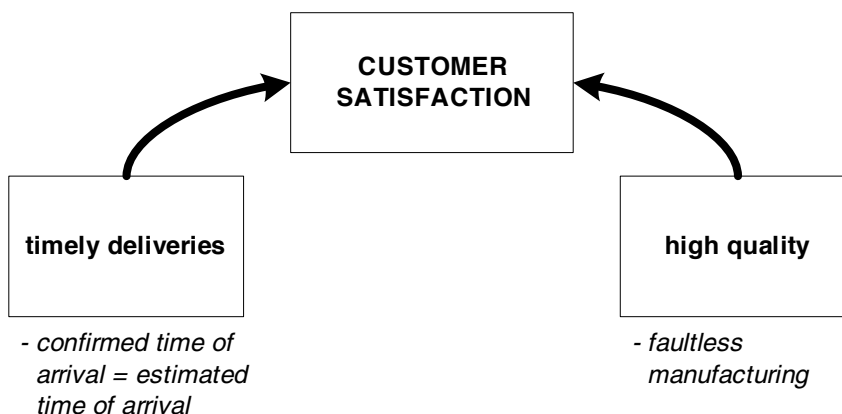 CUSTOMER
SATISFACTION
timely deliveries
high quality
- confirmed time of
arrival = estimated
time of arrival
- faultless
manufacturing